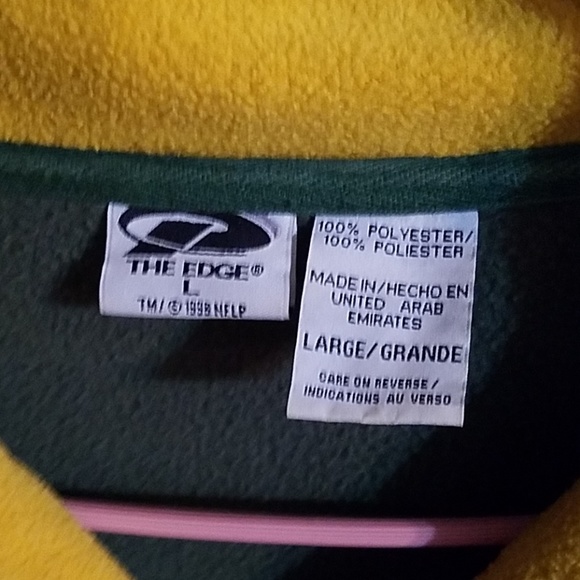 THE EDGE®
L
TM/© 1998 NFLP
100% POLYESTER/
100% POLIESTER
MADE IN/HECHO EN
UNITED ARAB
EMIRATES
LARGE/GRANDE
CARE ON REVERSE/
INDICATIONS AU VERSO